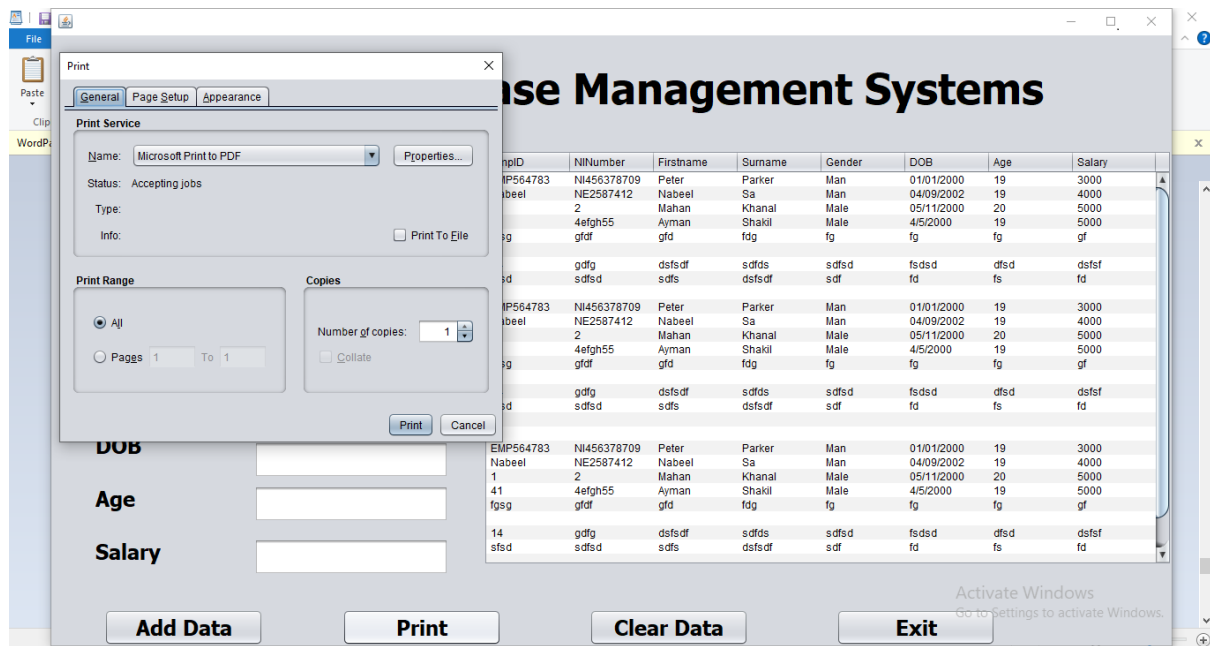 File
Paste
Clip
WordPa
Print
General Page Setup Appearance
Print Service
Name: Microsoft Print to PDF Properties...
Status: Accepting jobs
Type:
Info: Print To File
Print Range Copies
All
Number of copies: 1
Pages 1 To 1
Collate
Print Cancel
ase Management Systems
mpID NINumber Firstname Surname Gender DOB Age Salary
MP564783 NI456378709 Peter Parker Man 01/01/2000 19 3000
abeel NE2587412 Nabeel Sa Man 04/09/2002 19 4000
2 Mahan Khanal Male 05/11/2000 20 5000
4efgh55 Ayman Shakil Male 4/5/2000 19 5000
sg gfdf gfd fdg fg fg fg gf
gdfg dsfsdf sdfds sdfsd fsdsd dfsd dsfsf
sd sdfsd sdfs dsfsdf sdf fd fs fd
MP564783 NI456378709 Peter Parker Man 01/01/2000 19 3000
abeel NE2587412 Nabeel Sa Man 04/09/2002 19 4000
2 Mahan Khanal Male 05/11/2000 20 5000
4efgh55 Ayman Shakil Male 4/5/2000 19 5000
sg gfdf gfd fdg fg fg fg gf
gdfg dsfsdf sdfds sdfsd fsdsd dfsd dsfsf
sd sdfsd sdfs dsfsdf sdf fd fs fd
EMP564783 NI456378709 Peter Parker Man 01/01/2000 19 3000
Nabeel NE2587412 Nabeel Sa Man 04/09/2002 19 4000
1 2 Mahan Khanal Male 05/11/2000 20 5000
41 4efgh55 Ayman Shakil Male 4/5/2000 19 5000
fgsg gfdf gfd fdg fg fg fg gf
14 gdfg dsfsdf sdfds sdfsd fsdsd dfsd dsfsf
sfsd sdfsd sdfs dsfsdf sdf fd fs fd
DOB
Age
Salary
Activate Windows
Go to Settings to activate Windows.
Add Data Print Clear Data Exit